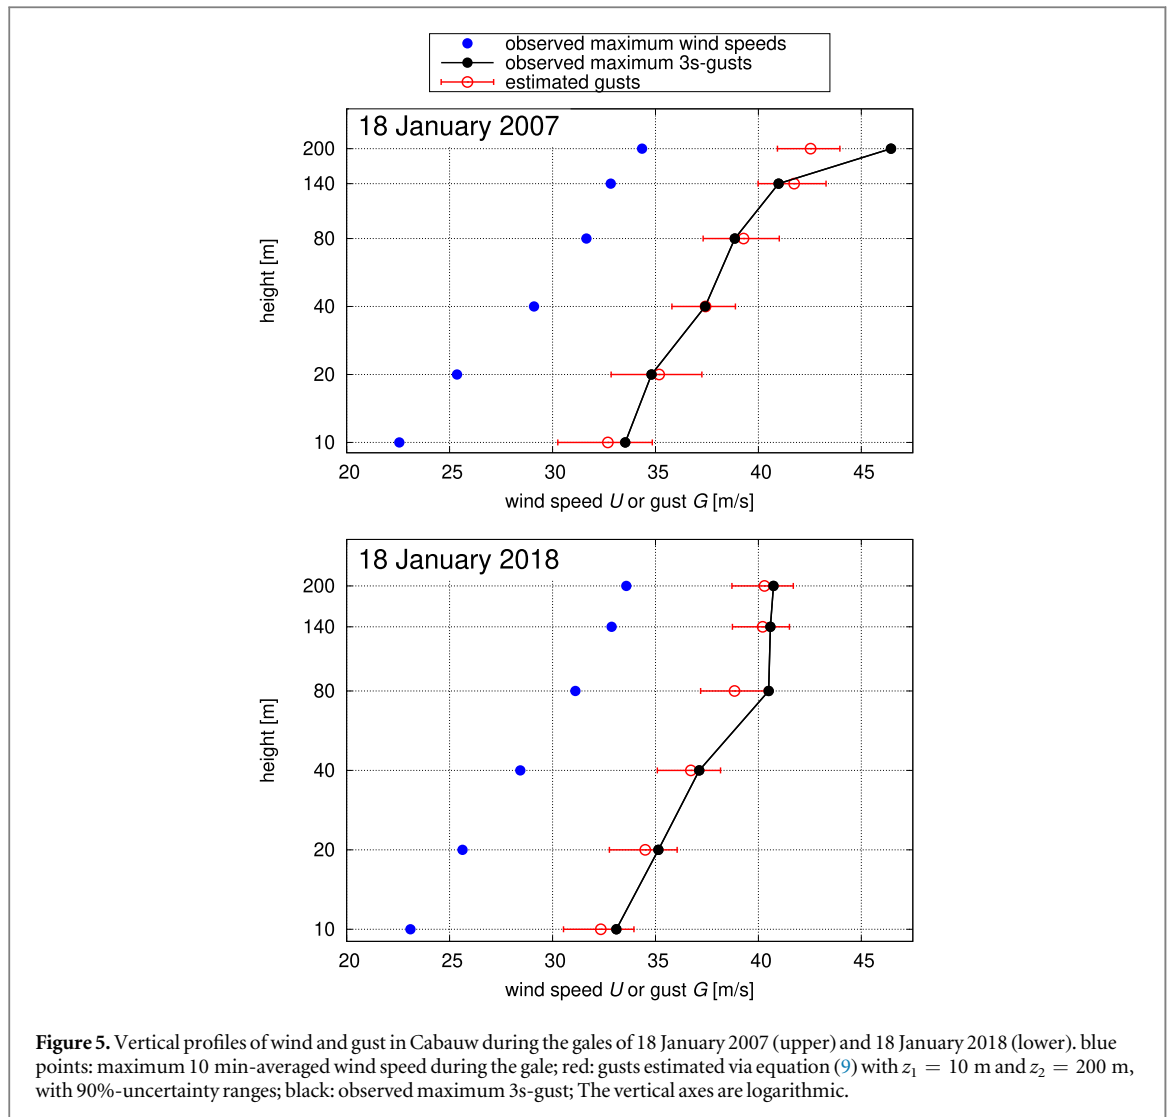 observed maximum wind speeds
observed maximum 3s-gusts
estimated gusts
18 January 2007
200
140
80
40
20
10
height [m]
20 25 30 35 40 45
wind speed U or gust G [m/s]
18 January 2018
200
140
80
40
20
10
height [m]
20 25 30 35 40 45
wind speed U or gust G [m/s]
Figure 5. Vertical profiles of wind and gust in Cabauw during the gales of 18 January 2007 (upper) and 18 January 2018 (lower). blue
points: maximum 10 min-averaged wind speed during the gale; red: gusts estimated via equation (9) with z₁ = 10 m and z₂ = 200 m,
with 90%-uncertainty ranges; black: observed maximum 3s-gust; The vertical axes are logarithmic.